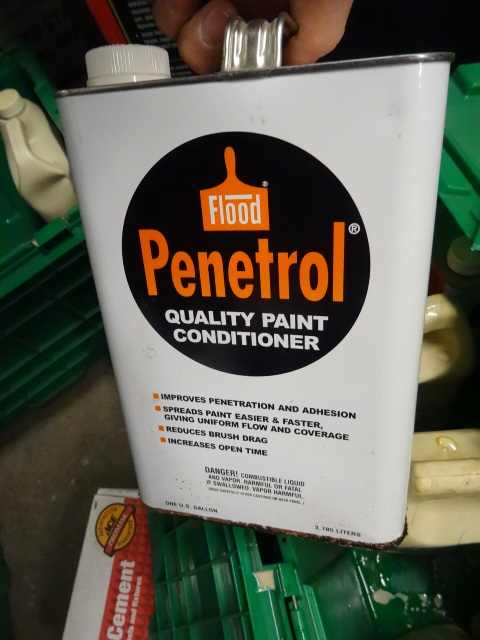 Flood®
Penetrol®
QUALITY PAINT
CONDITIONER
IMPROVES PENETRATION AND ADHESION
SPREADS PAINT EASIER & FASTER,
GIVING UNIFORM FLOW AND COVERAGE
REDUCES BRUSH DRAG
INCREASES OPEN TIME
DANGER! COMBUSTIBLE LIQUID
AND VAPOR. HARMFUL OR FATAL
IF SWALLOWED. VAPOR HARMFUL.
ONE U.S. GALLON
3.785 LITERS
ACE
Cement